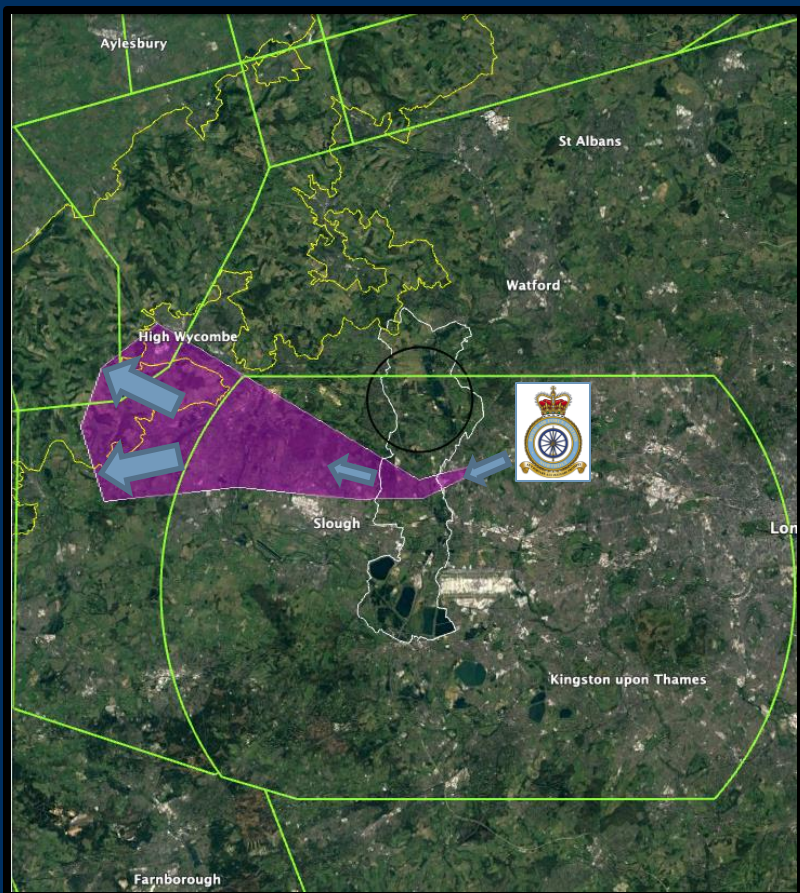 Aylesbury
St Albans
Watford
High Wycombe
Slough
Lon
Kingston upon Thames
Farnborough